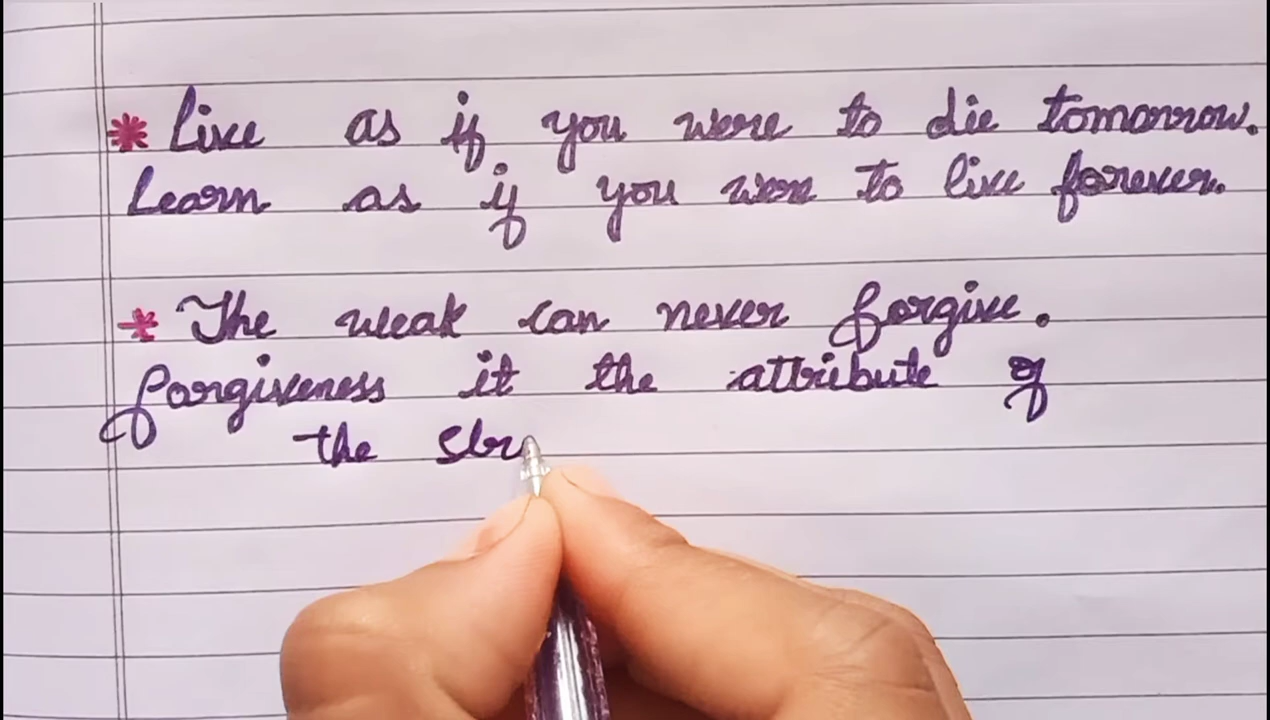 * Live as if you were to die tomorrow.
Learn as if you were to live forever.
* The weak can never forgive.
forgiveness it the attribute of
the str